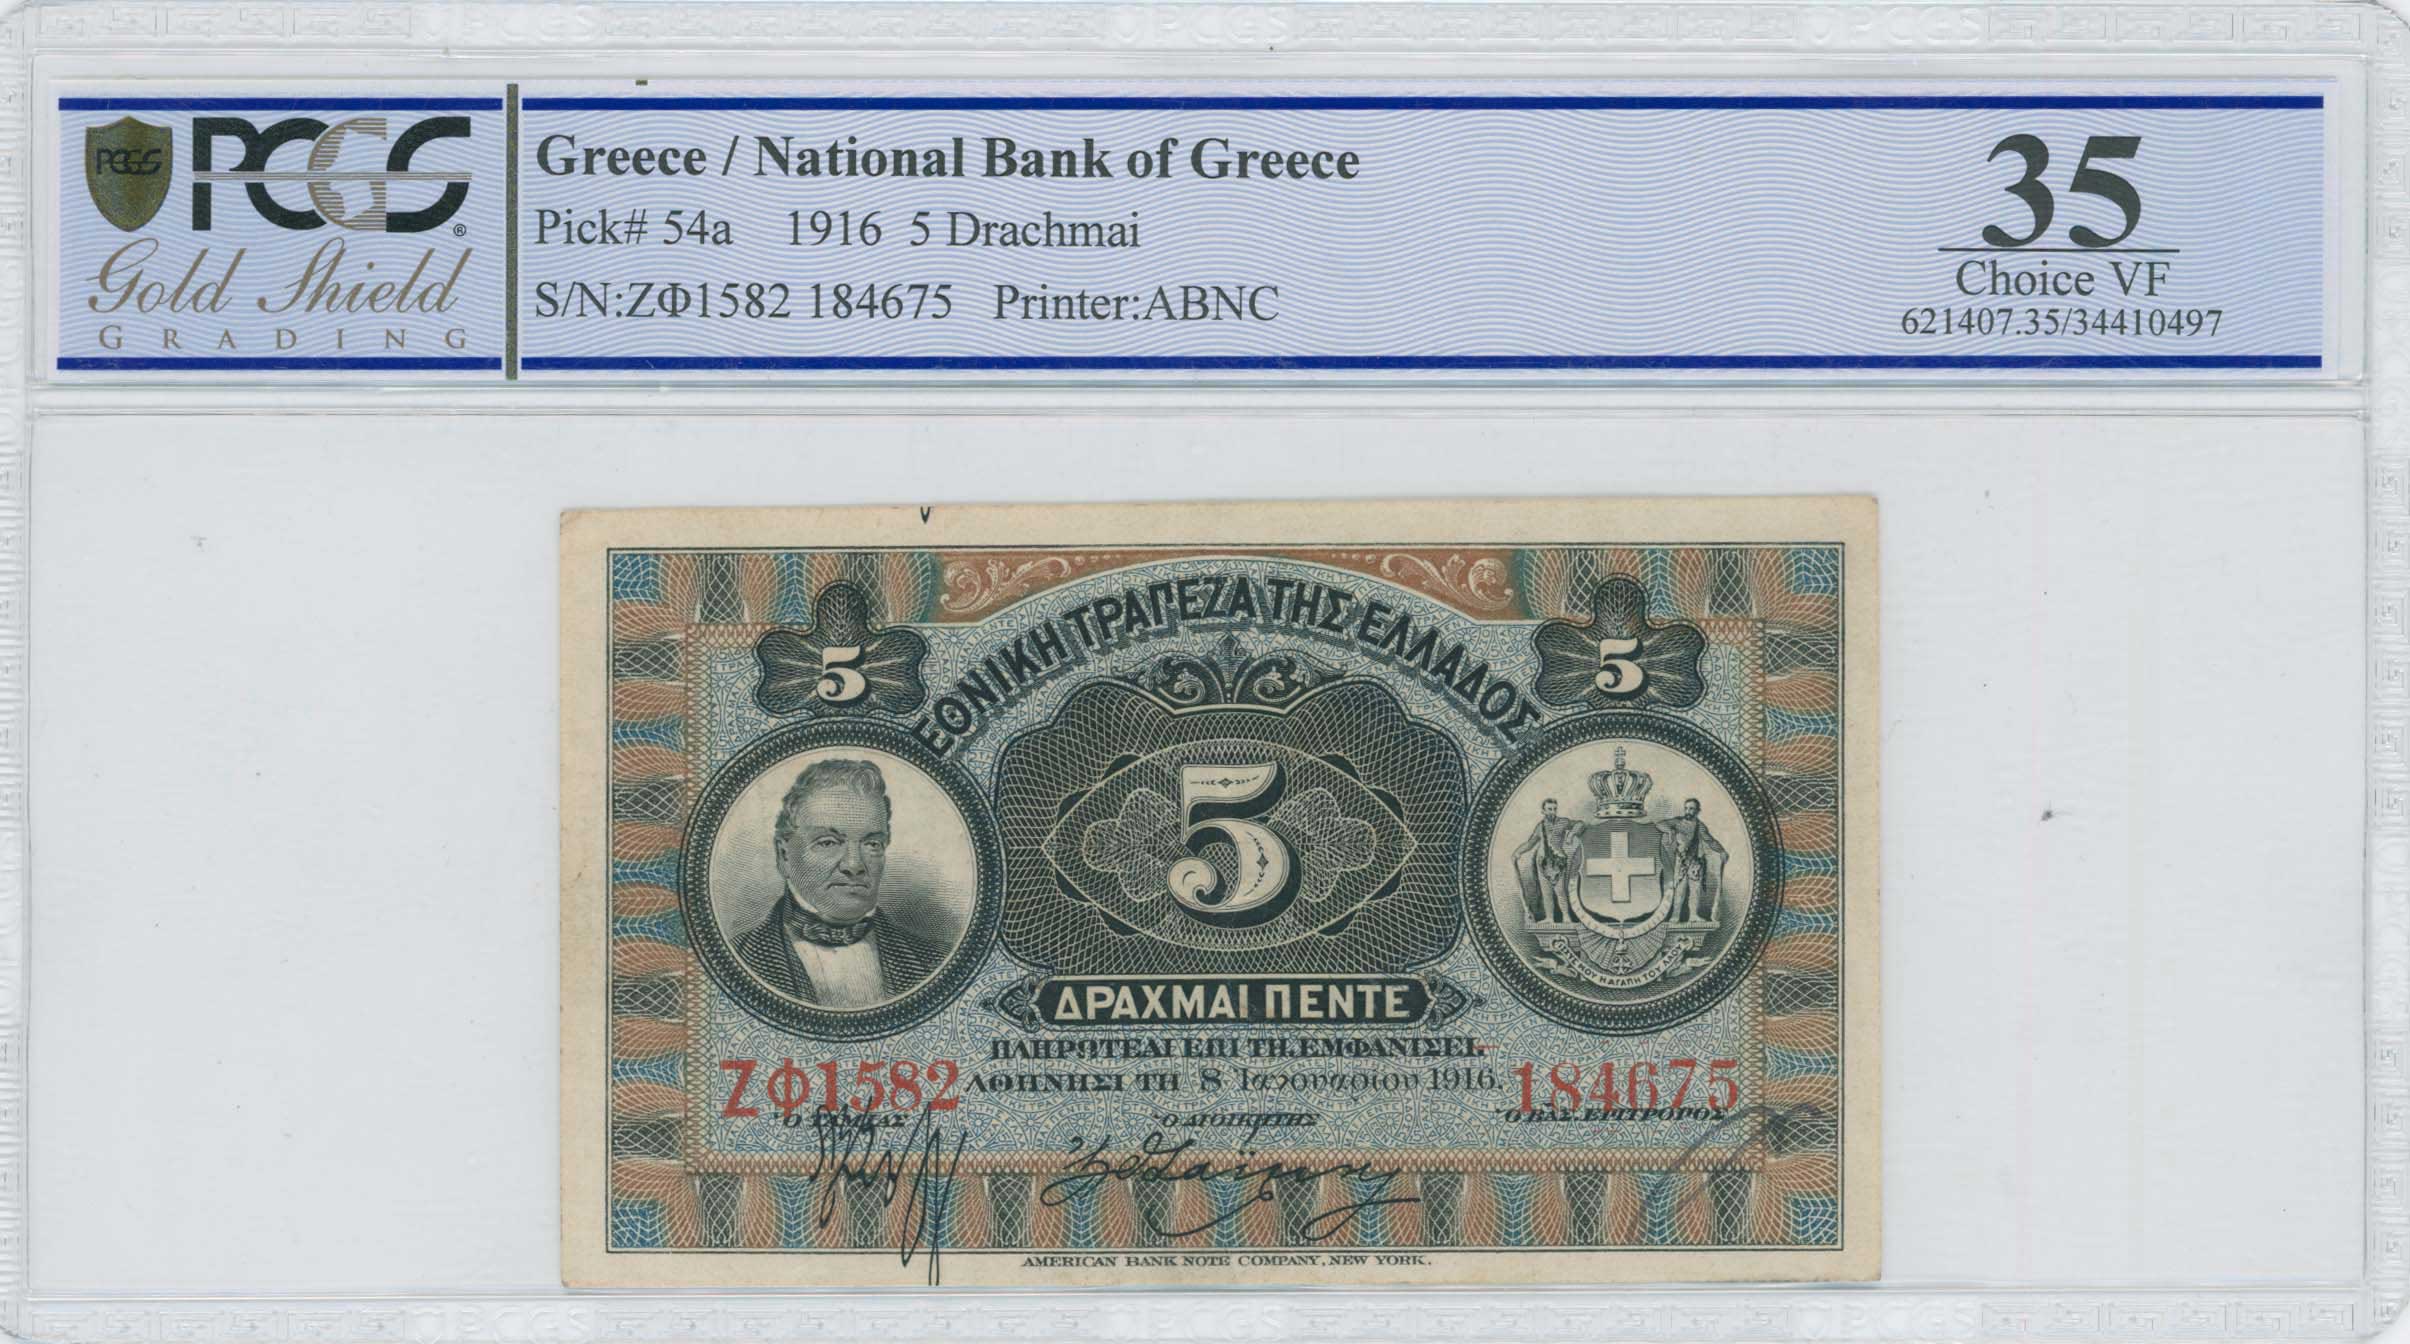 PCGS
PCGS®
Gold Shield
GRADING
Greece / National Bank of Greece
Pick# 54a 1916 5 Drachmai
S/N:ΖΦ1582 184675 Printer:ABNC
35
Choice VF
621407.35/34410497
ΕΘΝΙΚΗ ΤΡΑΠΕΖΑ ΤΗΣ ΕΛΛΑΔΟΣ
5 5
5
ΔΡΑΧΜΑΙ ΠΕΝΤΕ
ΠΛΗΡΩΤΕΑΙ ΕΠΙ ΤΗ ΕΜΦΑΝΙΣΕΙ.
ΖΦ1582 ΑΘΗΝΗΣΙ ΤΗ 8 Ἰανουαρίου 1916. 184675
Ὁ ΤΑΜΙΑΣ Ὁ ΔΙΟΙΚΗΤΗΣ Ὁ ΒΑΣ. ΕΠΙΤΡΟΠΟΣ
AMERICAN BANK NOTE COMPANY, NEW YORK.